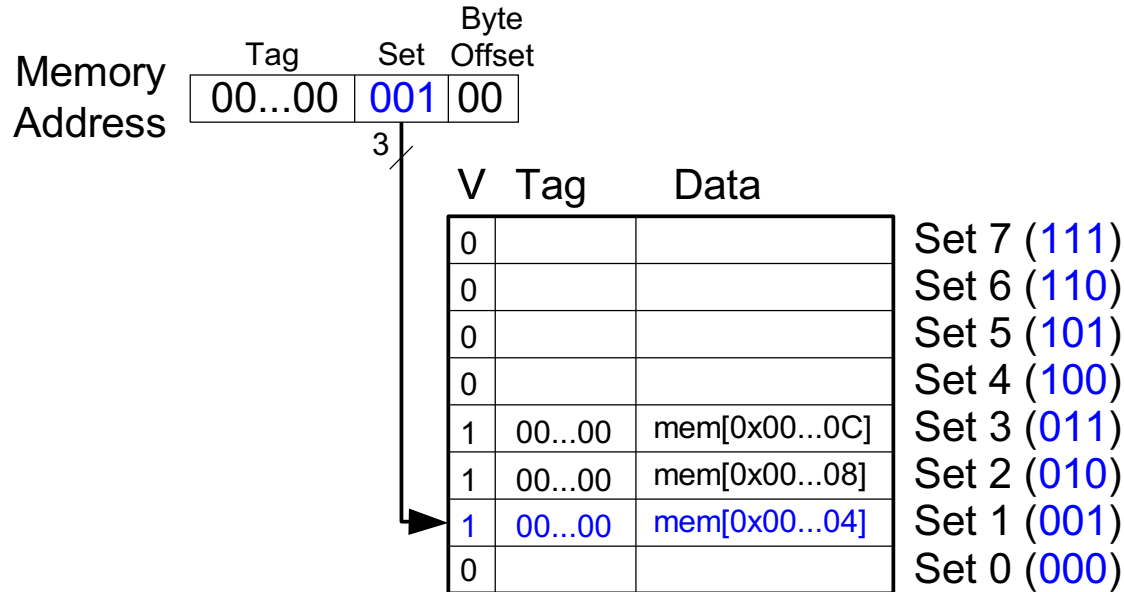 Byte
Tag Set Offset
Memory Address
00...00 001 00
3
V Tag Data
0 Set 7 (111)
0 Set 6 (110)
0 Set 5 (101)
0 Set 4 (100)
1 00...00 mem[0x00...0C] Set 3 (011)
1 00...00 mem[0x00...08] Set 2 (010)
1 00...00 mem[0x00...04] Set 1 (001)
0 Set 0 (000)